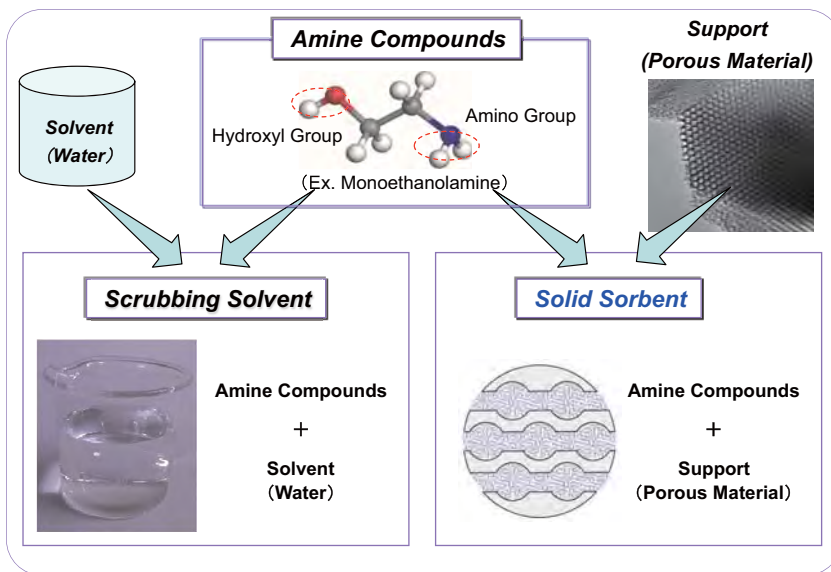 Amine Compounds
Support
(Porous Material)
Solvent
（Water）
Hydroxyl Group
Amino Group
（Ex. Monoethanolamine）
Scrubbing Solvent
Amine Compounds
+
Solvent
（Water）
Solid Sorbent
Amine Compounds
+
Support
（Porous Material）